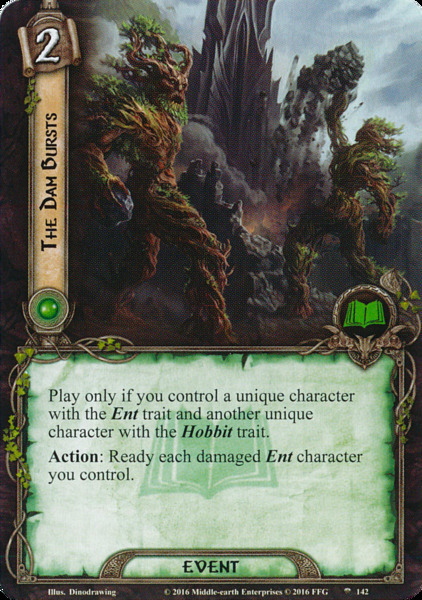 2
THE DAM BURSTS
Play only if you control a unique character
with the Ent trait and another unique
character with the Hobbit trait.
Action: Ready each damaged Ent character
you control.
EVENT
Illus. Dinodrawing © 2016 Middle-earth Enterprises © 2016 FFG 142